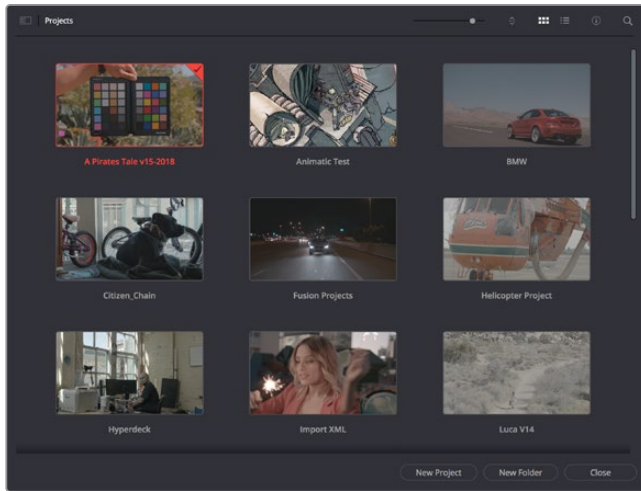 Projects
A Pirates Tale v15-2018
Animatic Test
BMW
Citizen_Chain
Fusion Projects
Helicopter Project
Hyperdeck
Import XML
Luca V14
New Project
New Folder
Close